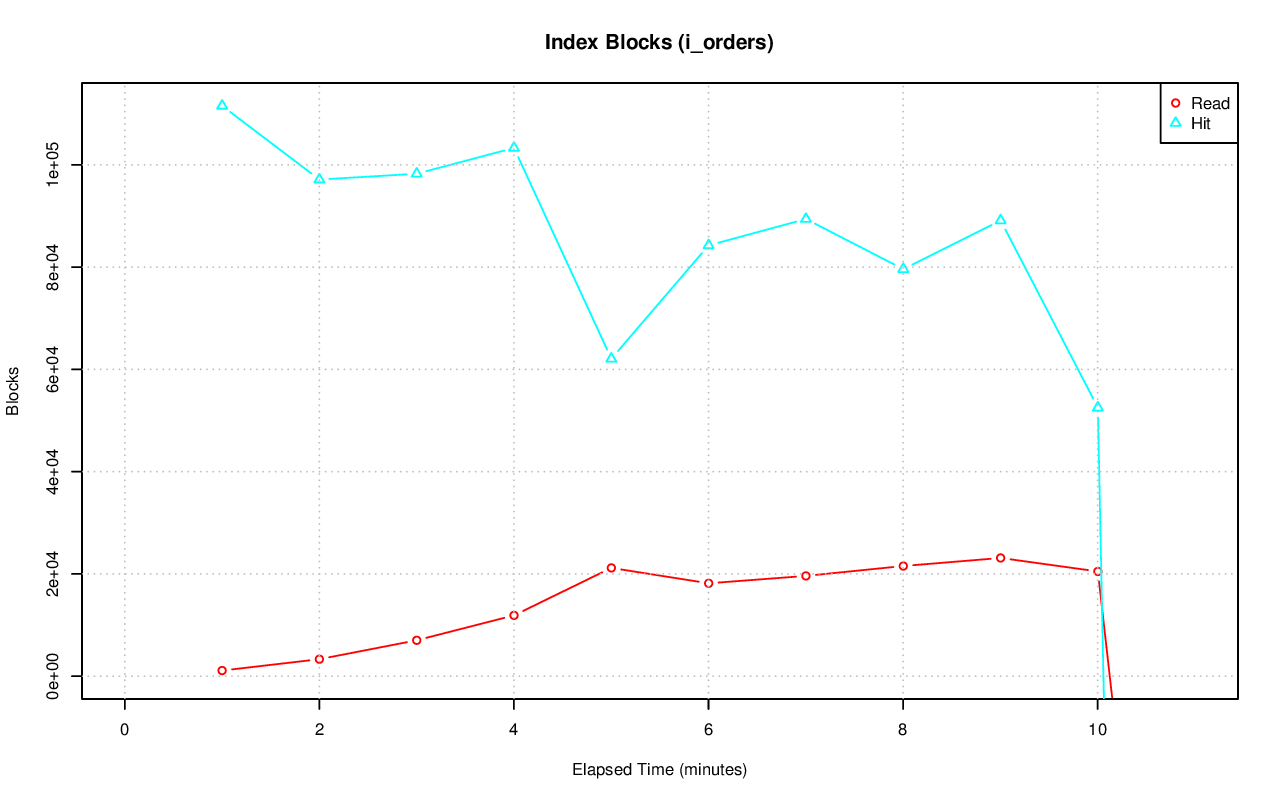 Index Blocks (i_orders)
Read
Hit
Blocks
1e+05
8e+04
6e+04
4e+04
2e+04
0e+00
0 2 4 6 8 10
Elapsed Time (minutes)